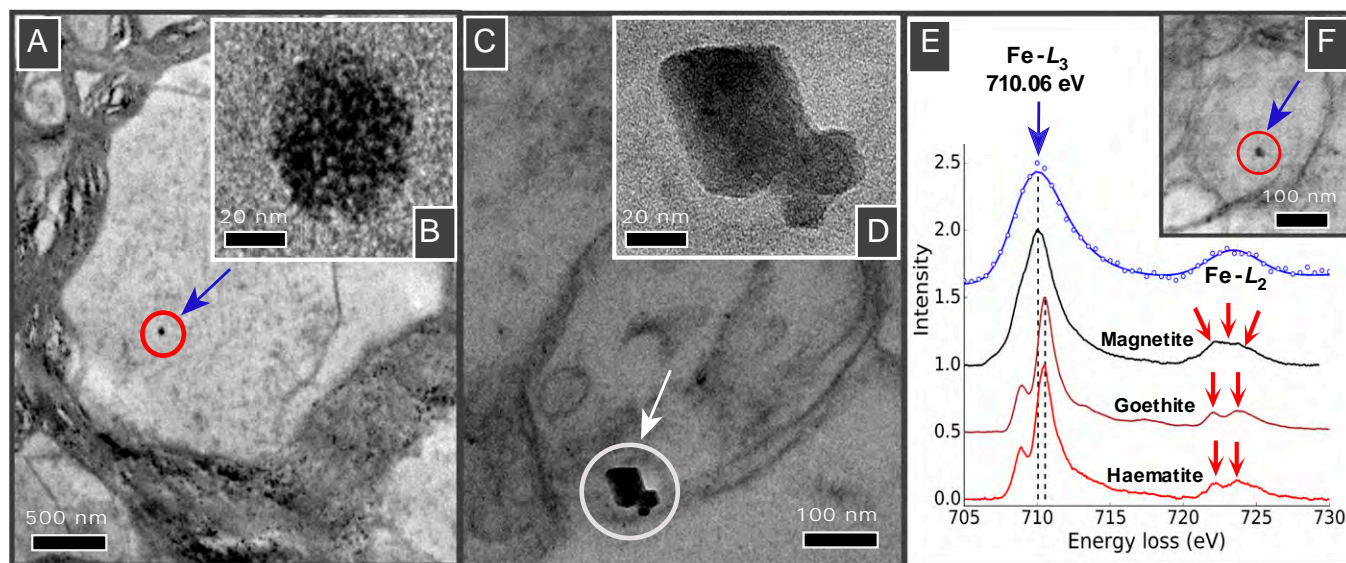 A
20 nm
B
500 nm
C
20 nm
D
100 nm
E
Fe-L3
710.06 eV
F
100 nm
2.5
2.0
1.5
1.0
0.5
0.0
Intensity
Fe-L2
Magnetite
Goethite
Haematite
705 710 715 720 725 730
Energy loss (eV)